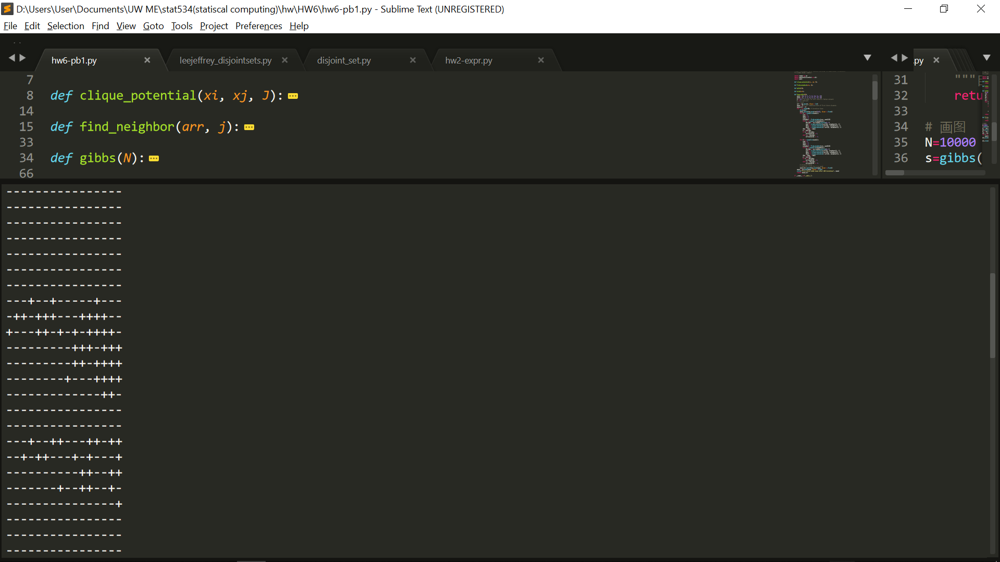 D:\Users\User\Documents\UW ME\stat534(statiscal computing)\hw\HW6\hw6-pb1.py - Sublime Text (UNREGISTERED)
File Edit Selection Find View Goto Tools Project Preferences Help
hw6-pb1.py
leejeffrey_disjointsets.py
disjoint_set.py
hw2-expr.py
.py
7
8 def clique_potential(xi, xj, J):
14
15 def find_neighbor(arr, j):
33
34 def gibbs(N):
66
31 """
32 retu
33
34 # 画图
35 N=10000
36 s=gibbs(
----------------
----------------
----------------
----------------
----------------
----------------
----------------
---+--+-----+---
-++-+++---++++--
+---++-+-+-++++-
---------+++-+++
---------++-++++
--------+---++++
-------------++-
----------------
----------------
---+--++---++-++
--+-++---+-+---+
----------++--++
-------+--++--+-
---------------+
----------------
----------------
----------------